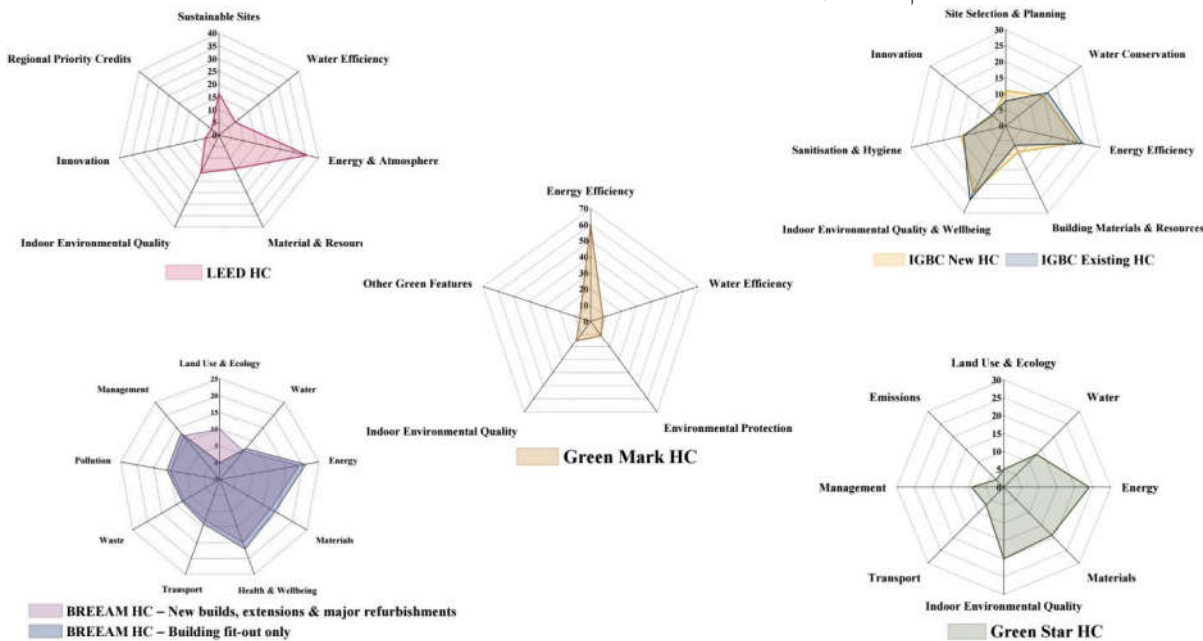 Sustainable Sites
40
35
30
25
20
15
10
5
0
Regional Priority Credits
Water Efficiency
Innovation
Energy & Atmosphere
Indoor Environmental Quality
Material & Resour
LEED HC
Site Selection & Planning
30
25
20
15
10
5
0
Innovation
Water Conservation
Sanitisation & Hygiene
Energy Efficiency
Indoor Environmental Quality & Wellbeing
Building Materials & Resources
IGBC New HC
IGBC Existing HC
Energy Efficiency
70
60
50
40
30
20
10
0
Other Green Features
Water Efficiency
Indoor Environmental Quality
Environmental Protection
Green Mark HC
Land Use & Ecology
25
20
15
10
5
0
Management
Water
Pollution
Energy
Waste
Materials
Transport
Health & Wellbeing
BREEAM HC – New builds, extensions & major refurbishments
BREEAM HC – Building fit-out only
Land Use & Ecology
30
25
20
15
10
5
0
Emissions
Water
Management
Energy
Transport
Materials
Indoor Environmental Quality
Green Star HC